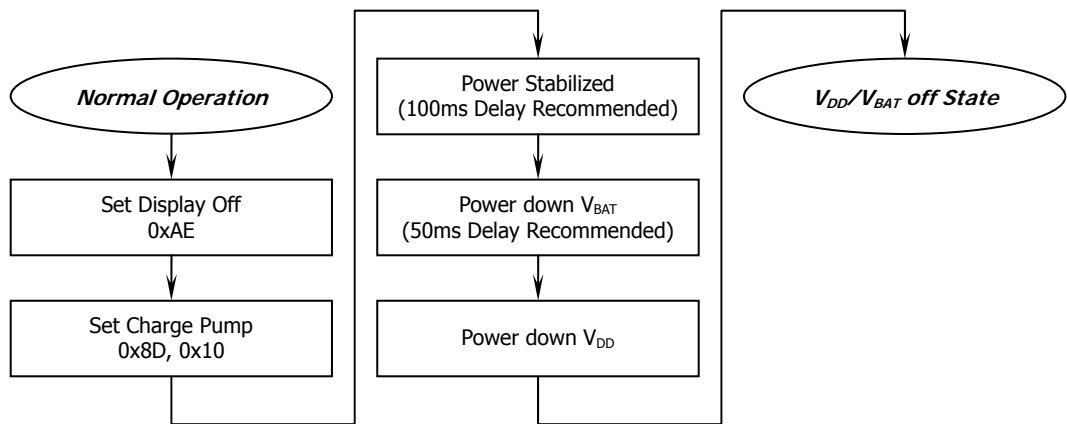 Normal Operation
Set Display Off
0xAE
Set Charge Pump
0x8D, 0x10
Power Stabilized
(100ms Delay Recommended)
Power down VBAT
(50ms Delay Recommended)
Power down VDD
VDD/VBAT off State